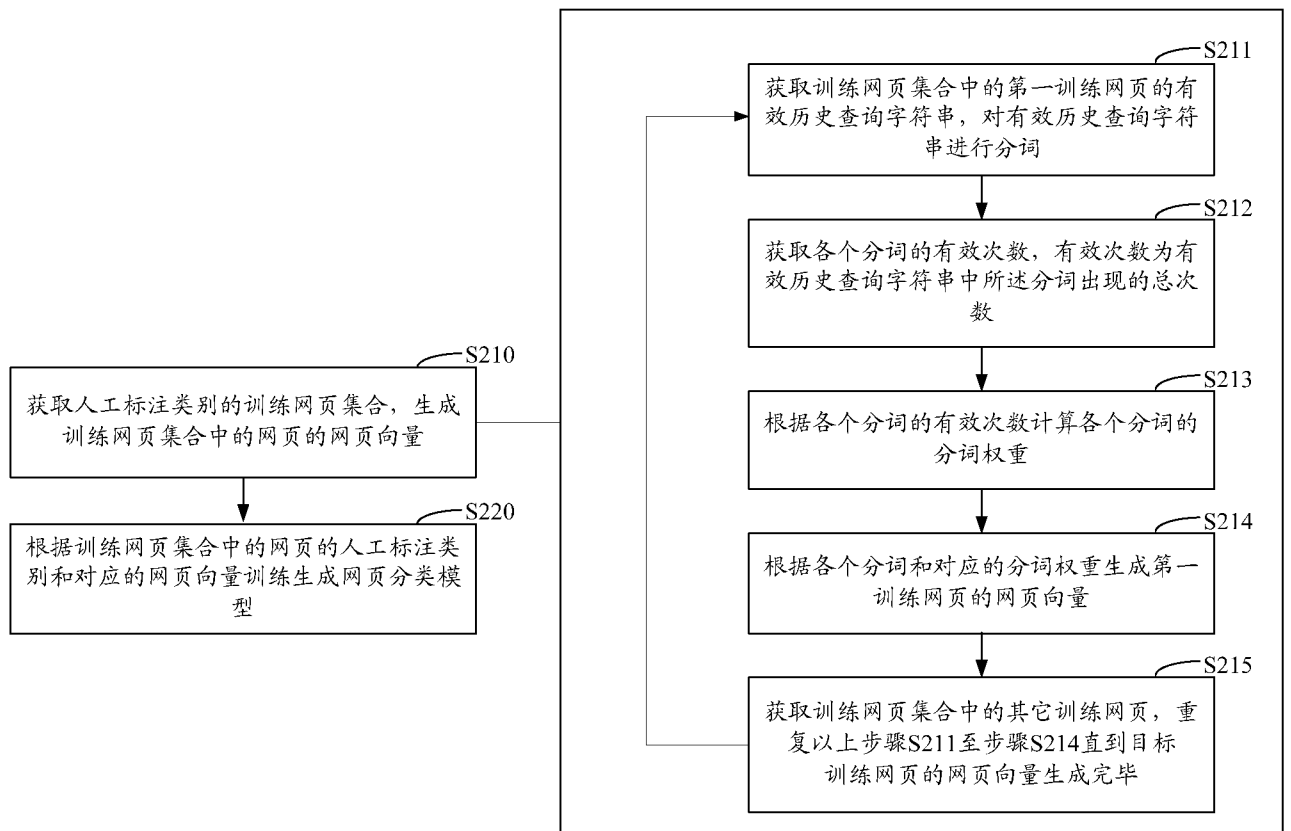 S210
获取人工标注类别的训练网页集合，生成
训练网页集合中的网页的网页向量
S220
根据训练网页集合中的网页的人工标注类
别和对应的网页向量训练生成网页分类模
型
S211
获取训练网页集合中的第一训练网页的有
效历史查询字符串，对有效历史查询字符
串进行分词
S212
获取各个分词的有效次数，有效次数为有
效历史查询字符串中所述分词出现的总次
数
S213
根据各个分词的有效次数计算各个分词的
分词权重
S214
根据各个分词和对应的分词权重生成第一
训练网页的网页向量
S215
获取训练网页集合中的其它训练网页，重
复以上步骤S211至步骤S214直到目标
训练网页的网页向量生成完毕